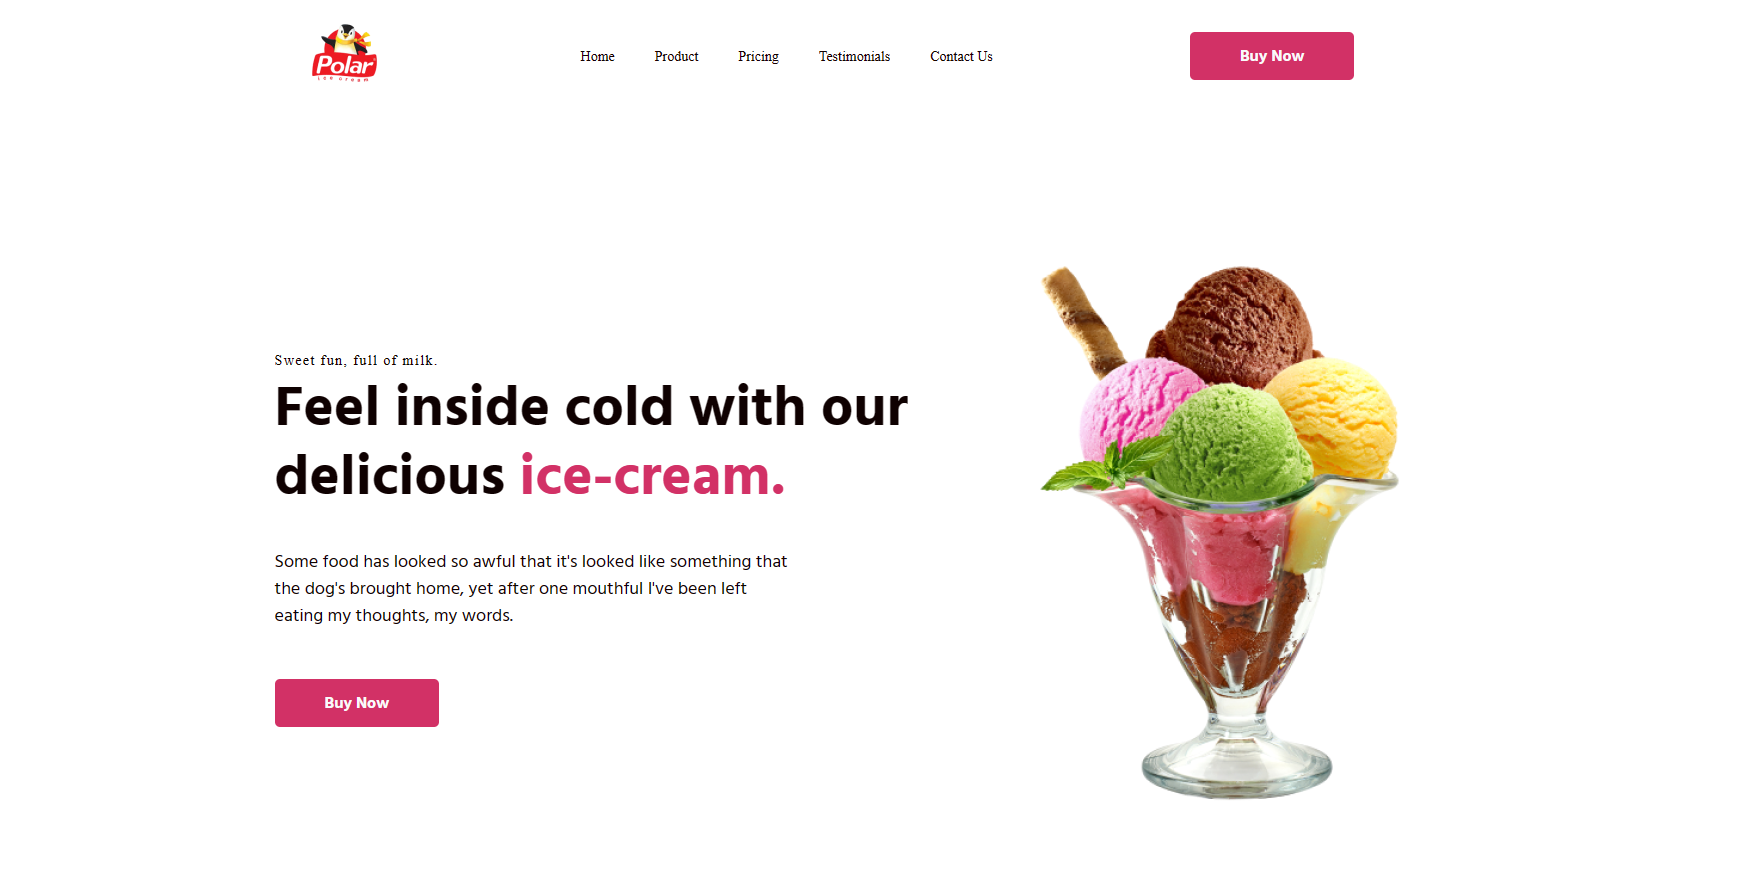 Polar
ice cream
Home Product Pricing Testimonials Contact Us
Buy Now
Sweet fun, full of milk.
Feel inside cold with our
delicious ice-cream.
Some food has looked so awful that it's looked like something that
the dog's brought home, yet after one mouthful I've been left
eating my thoughts, my words.
Buy Now